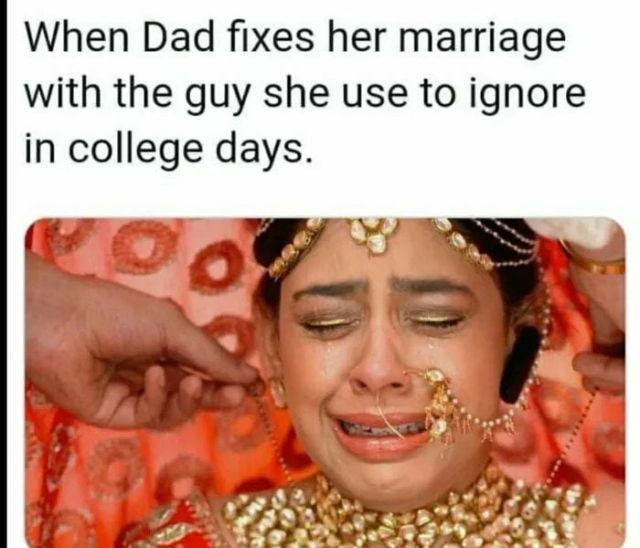 When Dad fixes her marriage
with the guy she use to ignore
in college days.